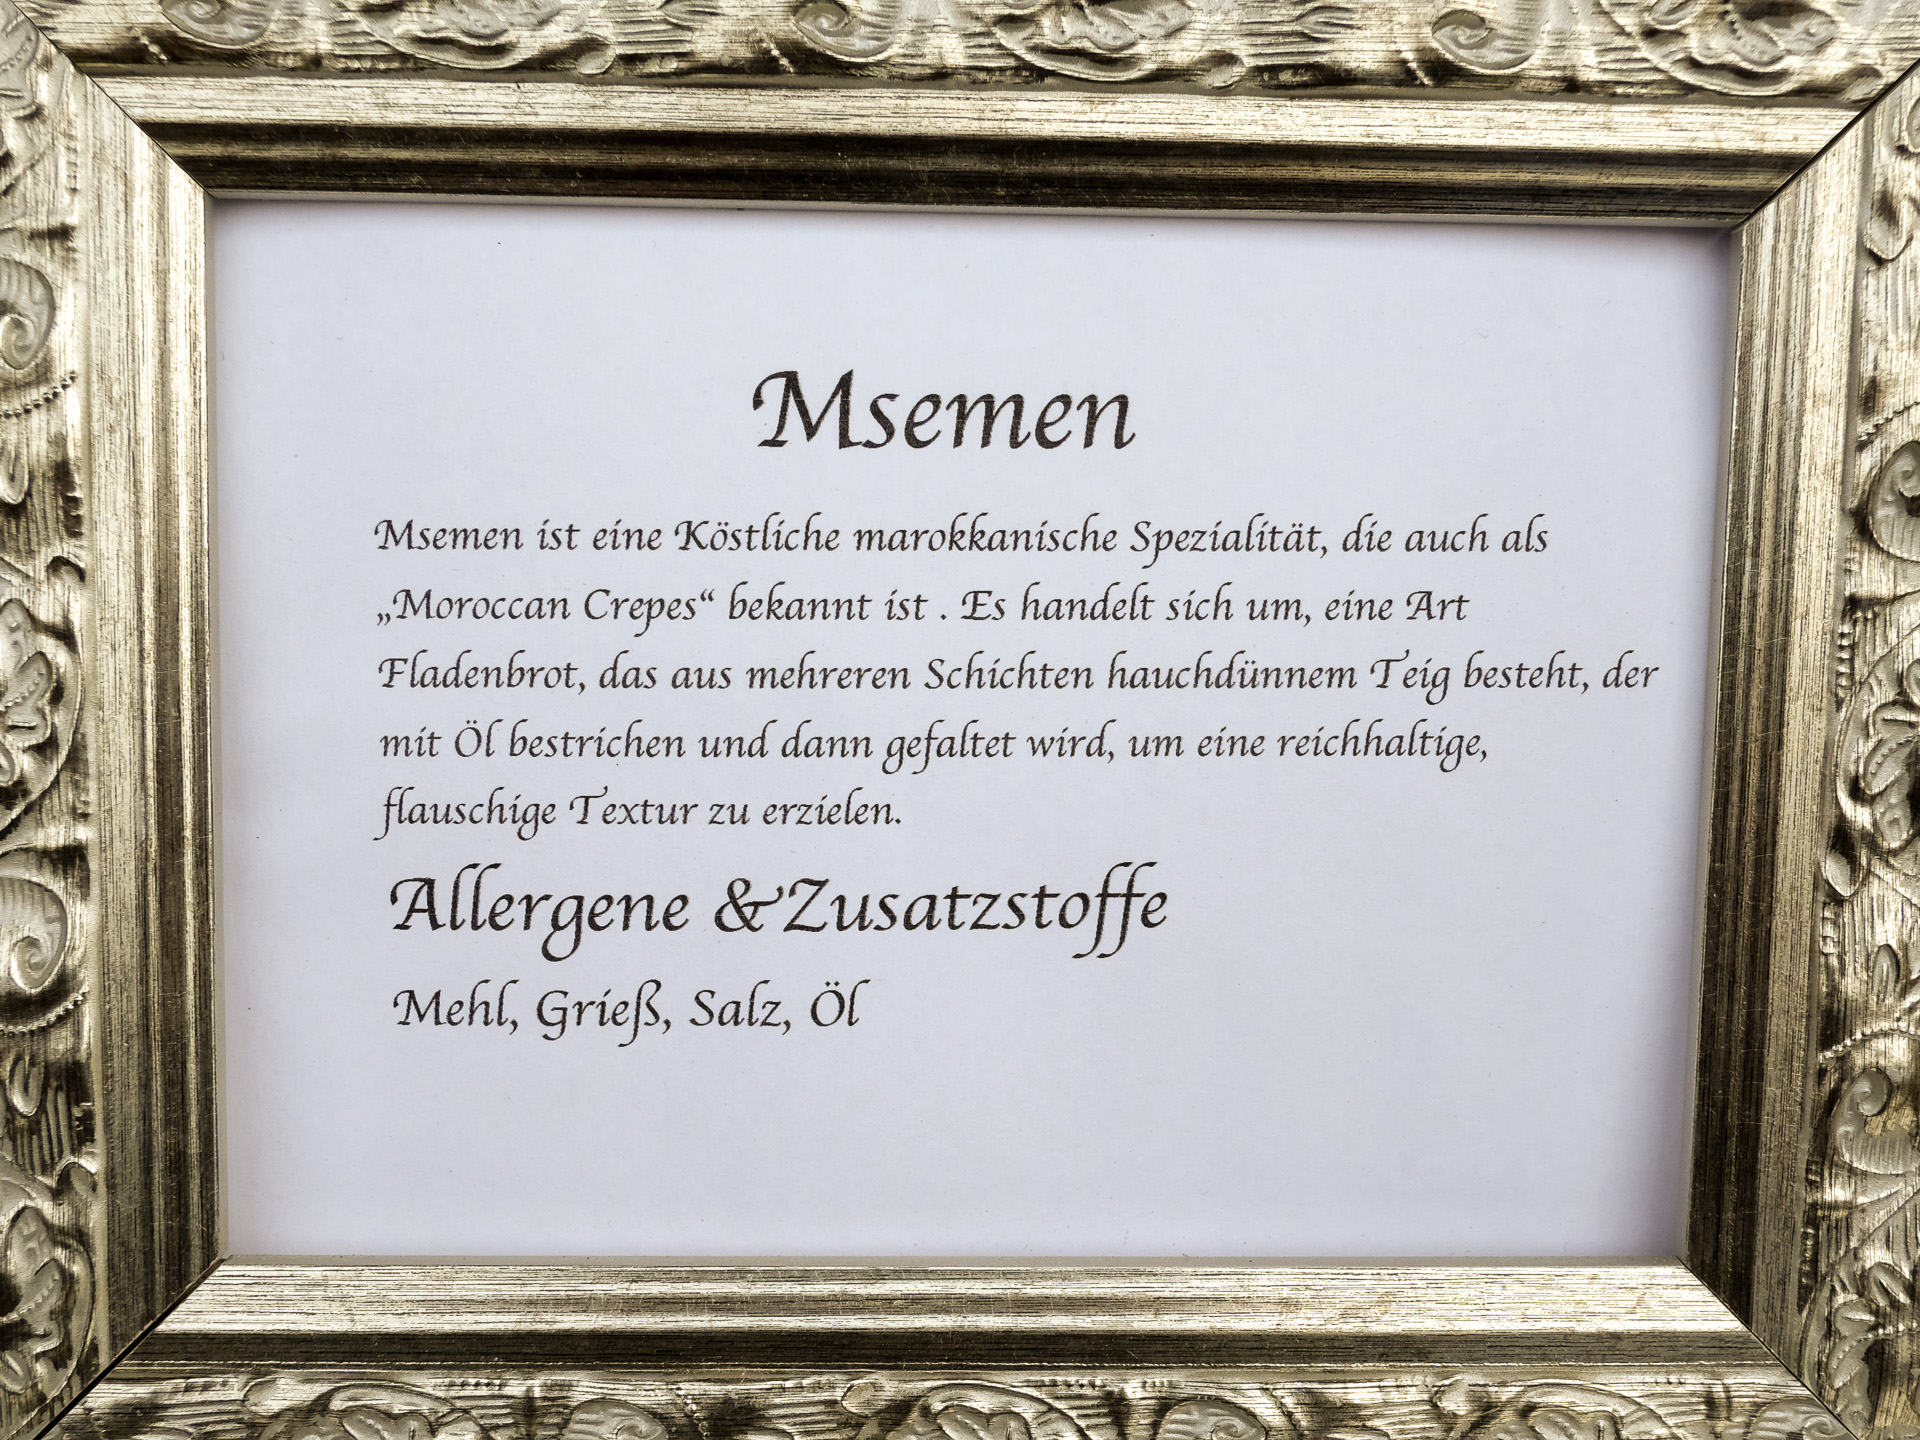 Msemen
Msemen ist eine Köstliche marokkanische Spezialität, die auch als
„Moroccan Crepes“ bekannt ist . Es handelt sich um, eine Art
Fladenbrot, das aus mehreren Schichten hauchdünnem Teig besteht, der
mit Öl bestrichen und dann gefaltet wird, um eine reichhaltige,
flauschige Textur zu erzielen.
Allergene &Zusatzstoffe
Mehl, Grieß, Salz, Öl